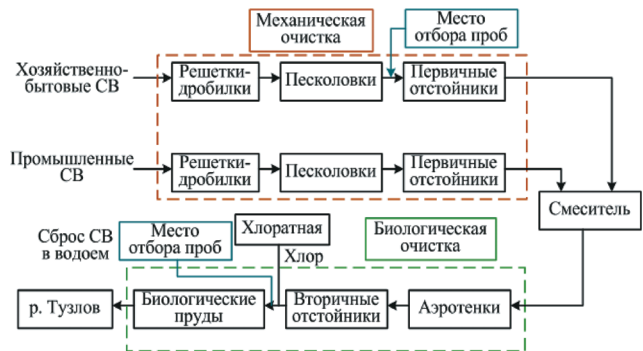 Механическая
очистка
Место
отбора проб
Хозяйственно-
бытовые СВ
Решетки-
дробилки
Песколовки
Первичные
отстойники
Промышленные
СВ
Решетки-
дробилки
Песколовки
Первичные
отстойники
Смеситель
Сброс СВ
в водоем
Место
отбора проб
Хлоратная
Хлор
Биологическая
очистка
р. Тузлов
Биологические
пруды
Вторичные
отстойники
Аэротенки